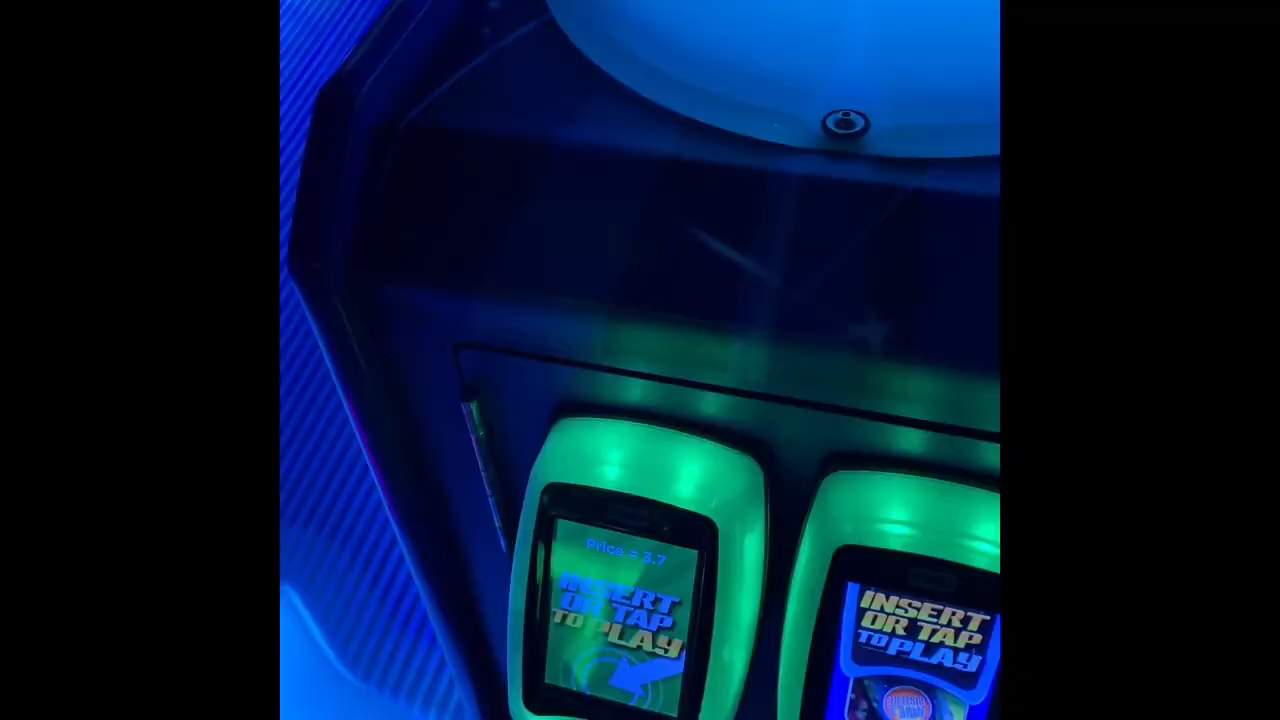 Price = 3.7
INSERT
OR TAP
TO PLAY
INSERT
OR TAP
TO PLAY